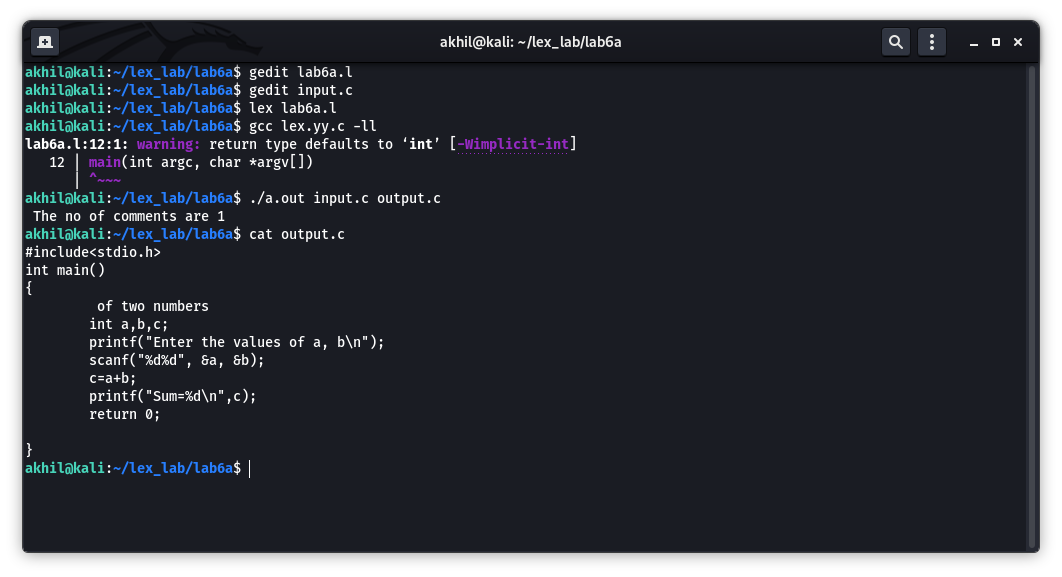 akhil@kali: ~/lex_lab/lab6a
akhil@kali:~/lex_lab/lab6a$ gedit lab6a.l
akhil@kali:~/lex_lab/lab6a$ gedit input.c
akhil@kali:~/lex_lab/lab6a$ lex lab6a.l
akhil@kali:~/lex_lab/lab6a$ gcc lex.yy.c -ll
lab6a.l:12:1: warning: return type defaults to ‘int’ [-Wimplicit-int]
   12 | main(int argc, char *argv[])
      | ^~~~
akhil@kali:~/lex_lab/lab6a$ ./a.out input.c output.c
 The no of comments are 1
akhil@kali:~/lex_lab/lab6a$ cat output.c
#include<stdio.h>
int main()
{
         of two numbers
        int a,b,c;
        printf("Enter the values of a, b\n");
        scanf("%d%d", &a, &b);
        c=a+b;
        printf("Sum=%d\n",c);
        return 0;

}
akhil@kali:~/lex_lab/lab6a$